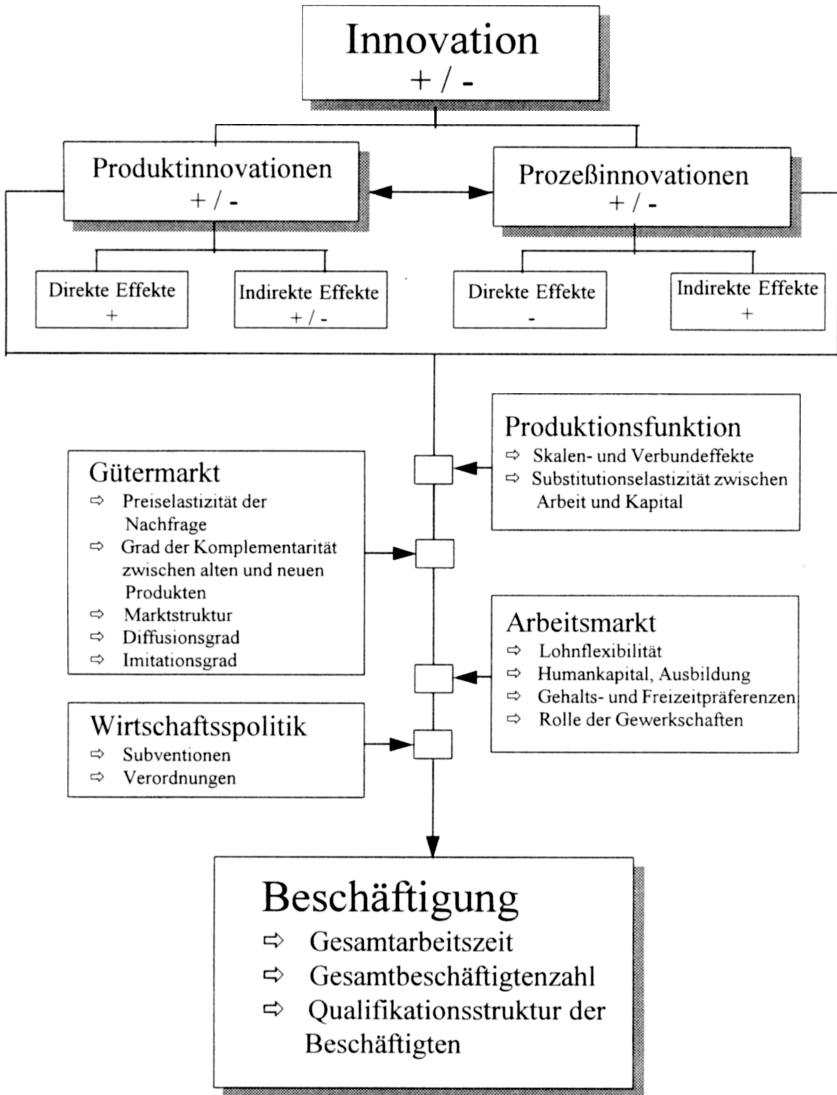 Innovation
+ / -
Produktinnovationen
+ / -
Prozeßinnovationen
+ / -
Direkte Effekte
+
Indirekte Effekte
+ / -
Direkte Effekte
-
Indirekte Effekte
+
Produktionsfunktion
⇨ Skalen- und Verbundeffekte
⇨ Substitutionselastizität zwischen
Arbeit und Kapital
Gütermarkt
⇨ Preiselastizität der
Nachfrage
⇨ Grad der Komplementarität
zwischen alten und neuen
Produkten
⇨ Marktstruktur
⇨ Diffusionsgrad
⇨ Imitationsgrad
Arbeitsmarkt
⇨ Lohnflexibilität
⇨ Humankapital, Ausbildung
⇨ Gehalts- und Freizeitpräferenzen
⇨ Rolle der Gewerkschaften
Wirtschaftsspolitik
⇨ Subventionen
⇨ Verordnungen
Beschäftigung
⇨ Gesamtarbeitszeit
⇨ Gesamtbeschäftigtenzahl
⇨ Qualifikationsstruktur der
Beschäftigten